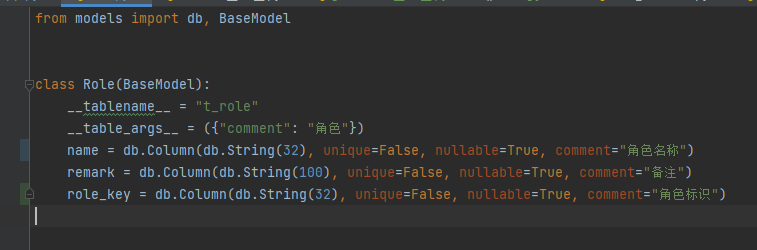 from models import db, BaseModel
class Role(BaseModel):
__tablename__ = "t_role"
__table_args__ = ({"comment": "角色"})
name = db.Column(db.String(32), unique=False, nullable=True, comment="角色名称")
remark = db.Column(db.String(100), unique=False, nullable=True, comment="备注")
role_key = db.Column(db.String(32), unique=False, nullable=True, comment="角色标识")